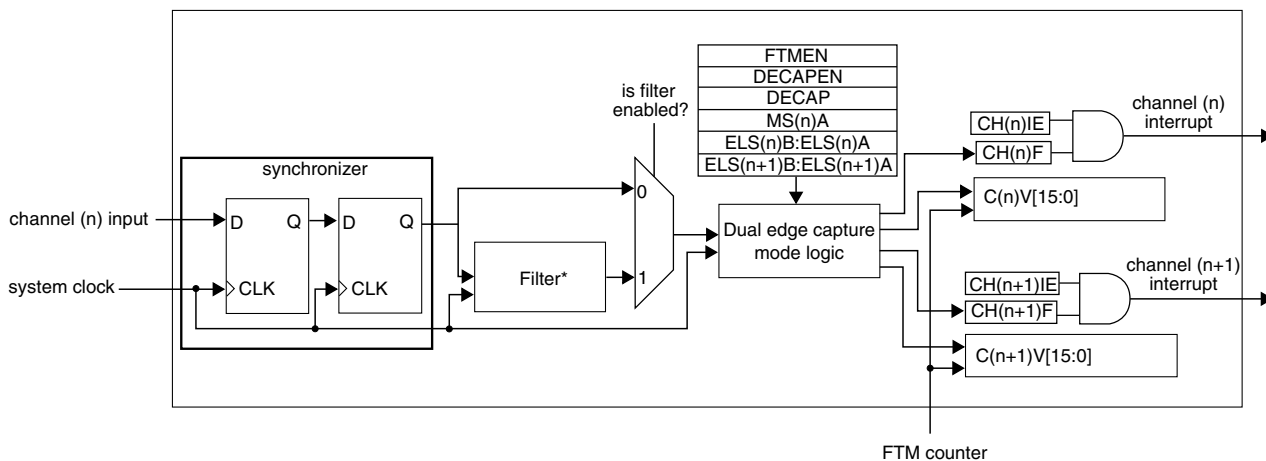 FTMEN
DECAPEN
DECAP
MS(n)A
ELS(n)B:ELS(n)A
ELS(n+1)B:ELS(n+1)A
is filter
enabled?
synchronizer
channel (n) input
system clock
D Q
CLK
D Q
CLK
0
1
Filter*
Dual edge capture
mode logic
CH(n)IE
CH(n)F
channel (n)
interrupt
C(n)V[15:0]
CH(n+1)IE
CH(n+1)F
channel (n+1)
interrupt
C(n+1)V[15:0]
FTM counter